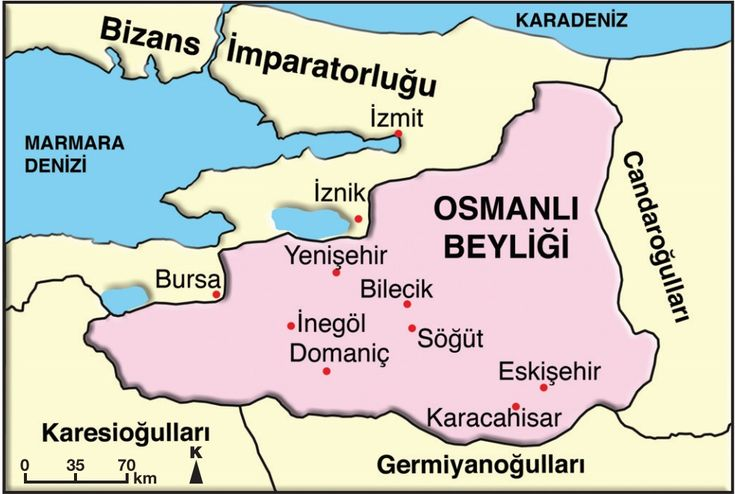 KARADENİZ
Bizans İmparatorluğu
MARMARA
DENİZİ
İzmit
İznik
OSMANLI
BEYLİĞİ
Candaroğulları
Yenişehir
Bursa
Bilecik
İnegöl
Söğüt
Domaniç
Eskişehir
Karacahisar
Karesioğulları
K
0 35 70
km
Germiyanoğulları